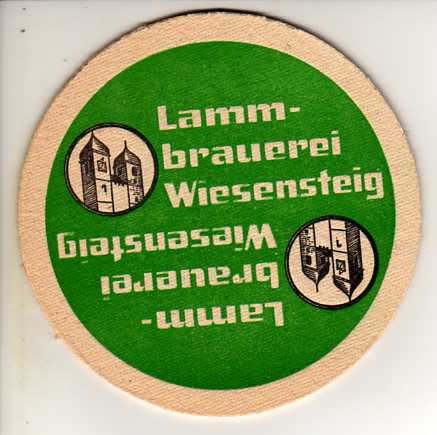 Lamm-
brauerei
Wiesensteig
Lamm-
brauerei
Wiesensteig